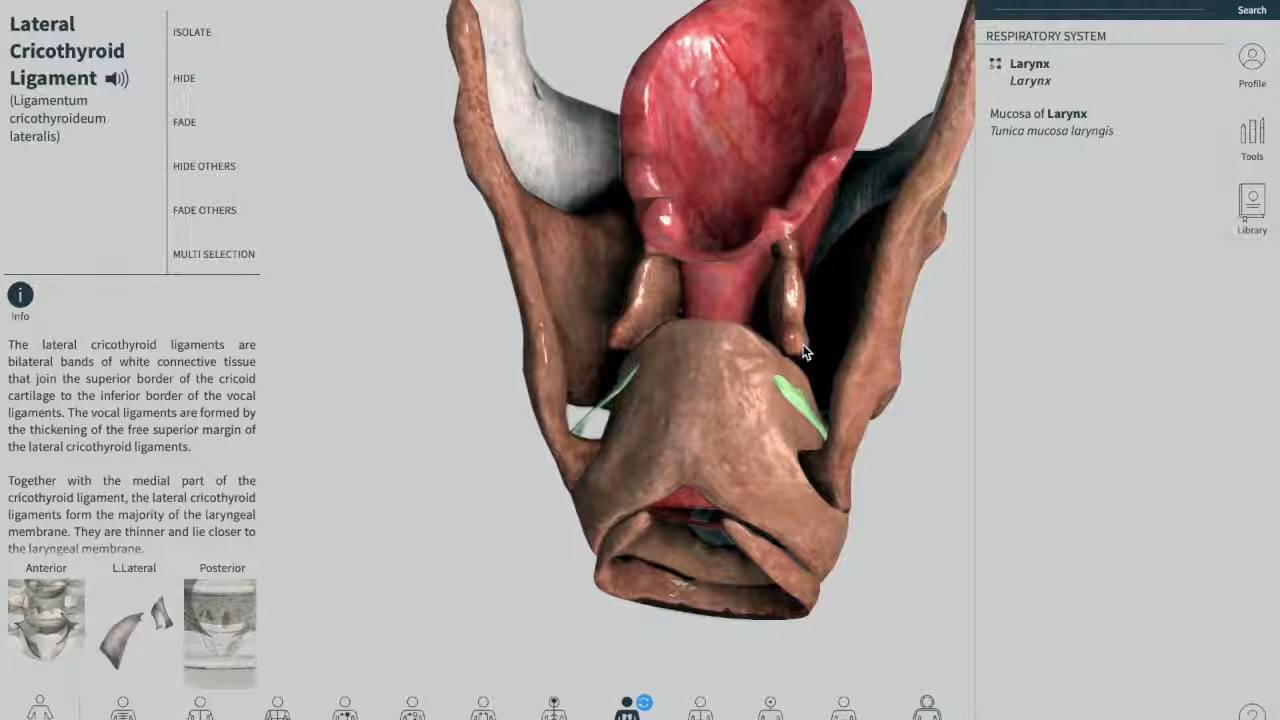 Lateral
Cricothyroid
Ligament
(Ligamentum
cricothyroideum
lateralis)
ISOLATE
HIDE
FADE
HIDE OTHERS
FADE OTHERS
MULTI SELECTION
i
Info
The lateral cricothyroid ligaments are
bilateral bands of white connective tissue
that join the superior border of the cricoid
cartilage to the inferior border of the vocal
ligaments. The vocal ligaments are formed by
the thickening of the free superior margin of
the lateral cricothyroid ligaments.
Together with the medial part of the
cricothyroid ligament, the lateral cricothyroid
ligaments form the majority of the laryngeal
membrane. They are thinner and lie closer to
the laryngeal membrane.
Anterior
L.Lateral
Posterior
Search
RESPIRATORY SYSTEM
Larynx
Larynx
Mucosa of Larynx
Tunica mucosa laryngis
Profile
Tools
Library
?